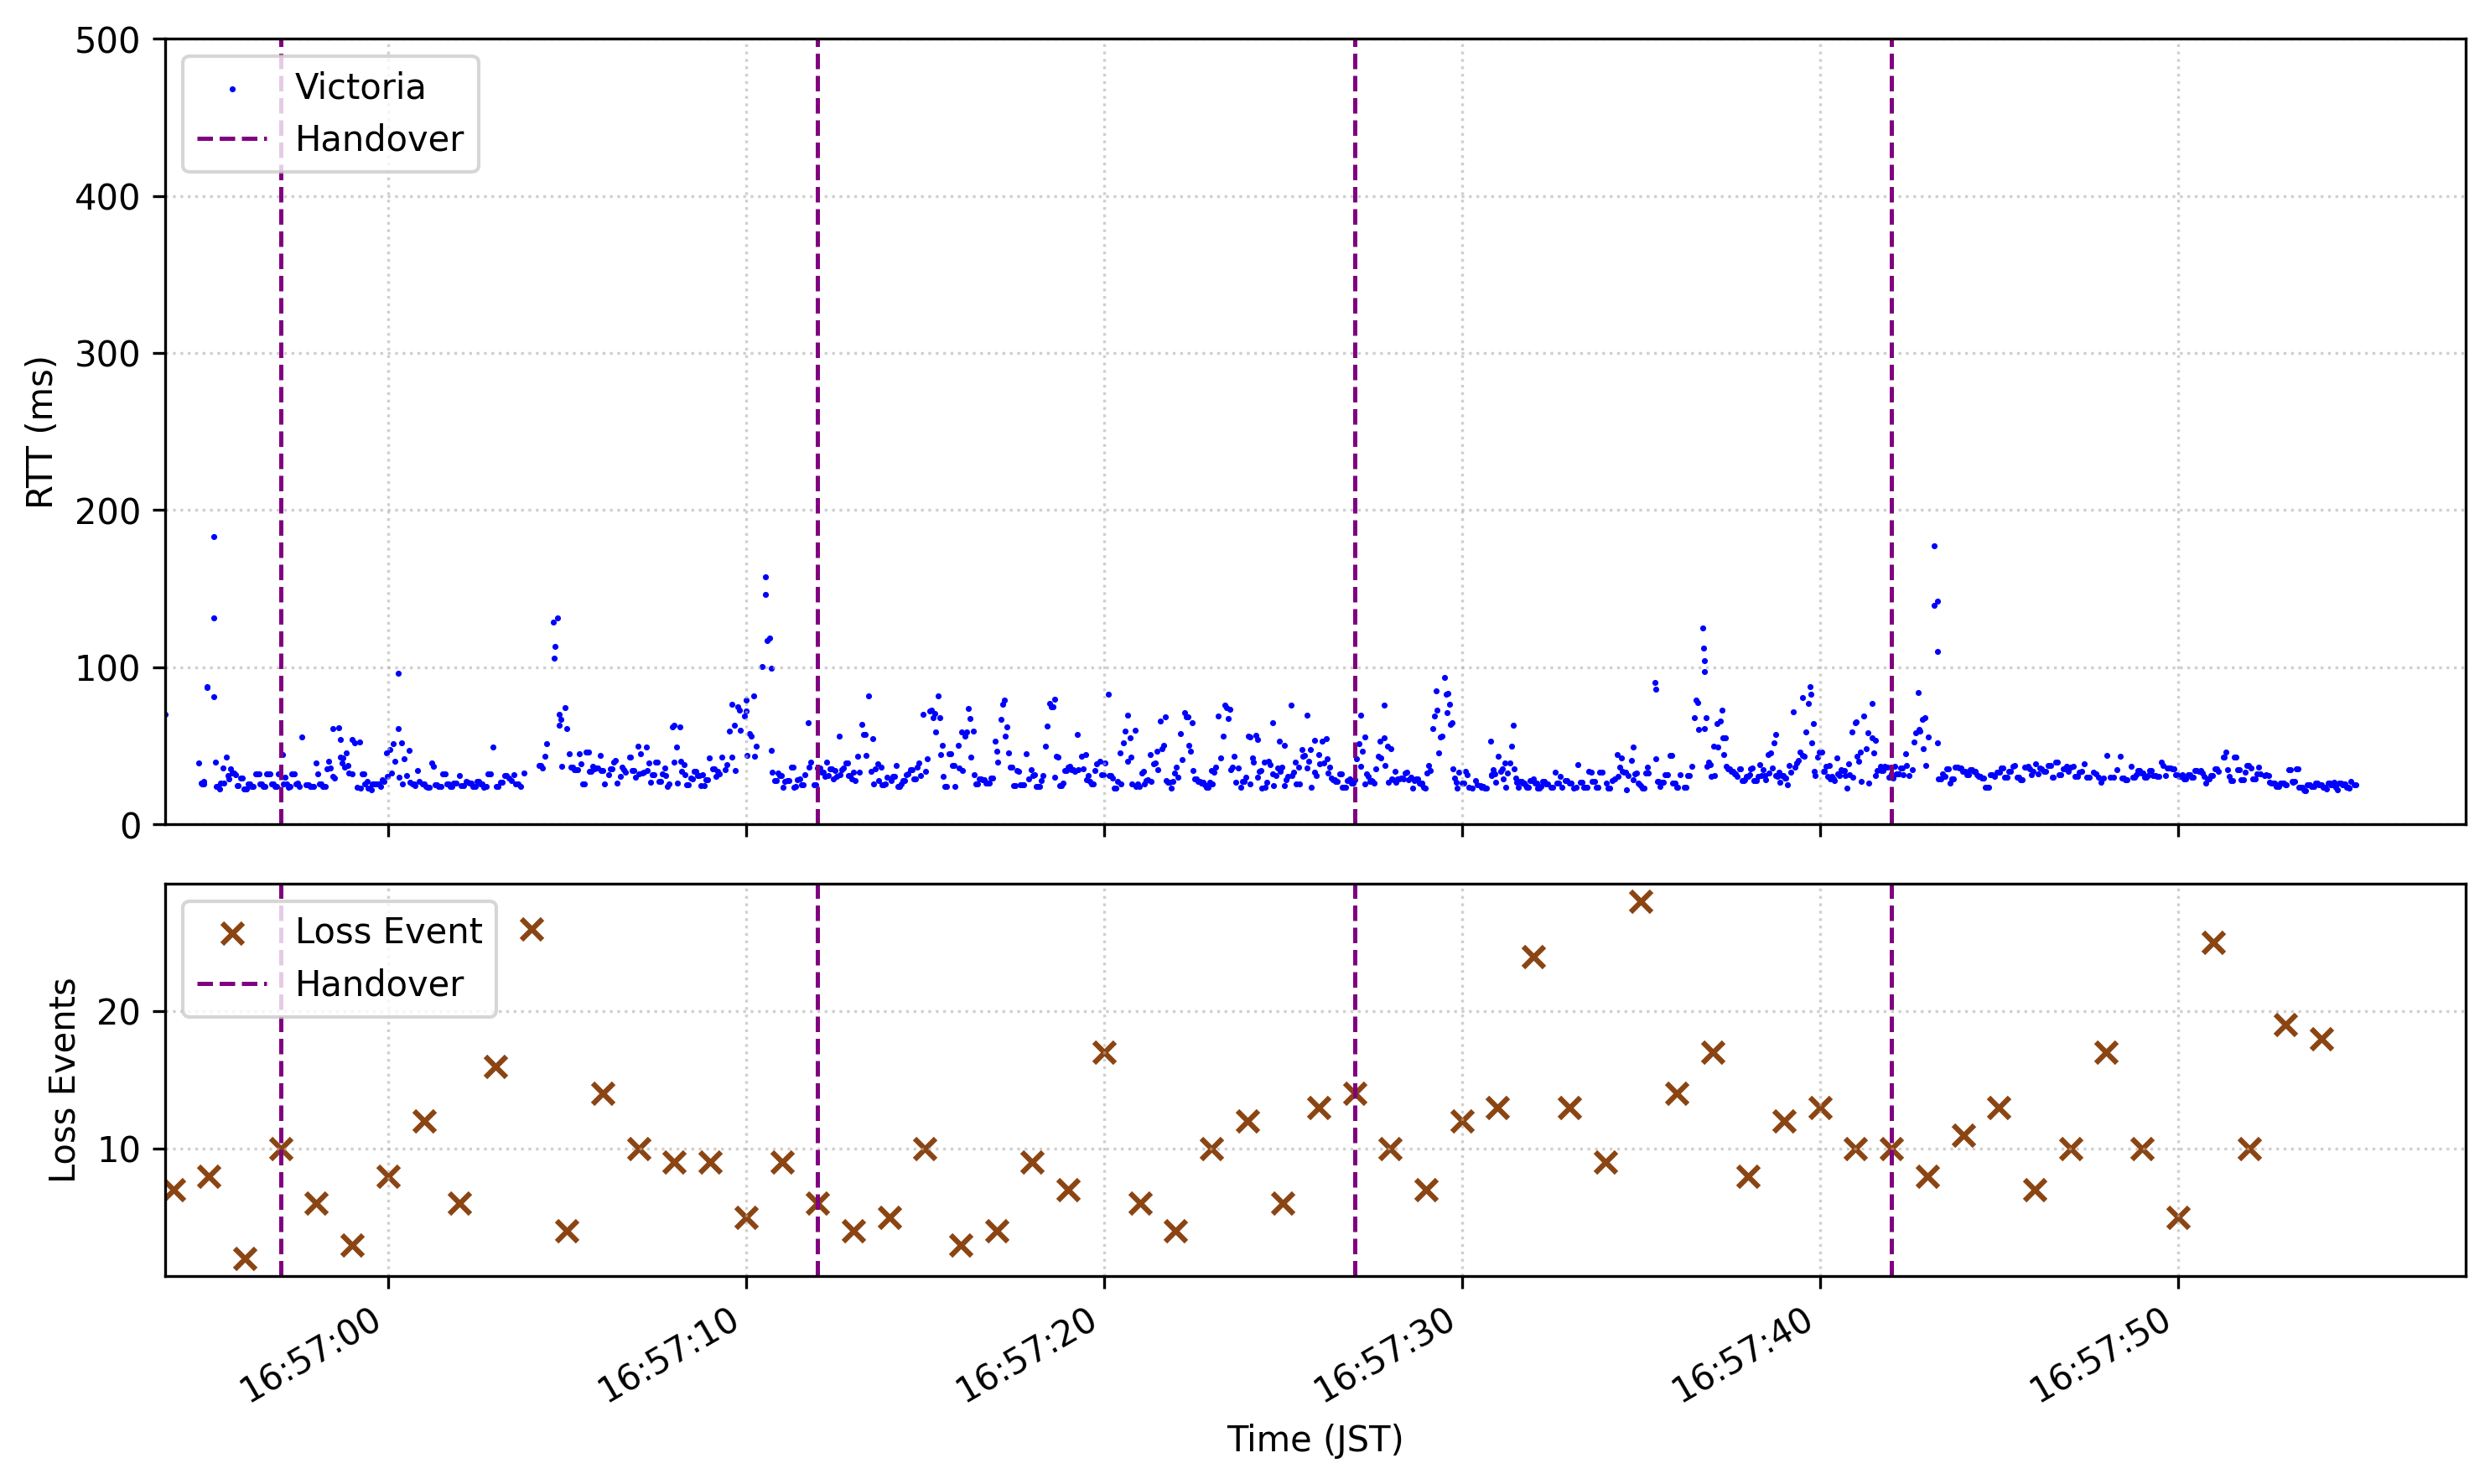 500
400
300
200
100
0
RTT (ms)
Victoria
Handover
20
10
Loss Events
Loss Event
Handover
16:57:00
16:57:10
16:57:20
16:57:30
16:57:40
16:57:50
Time (JST)